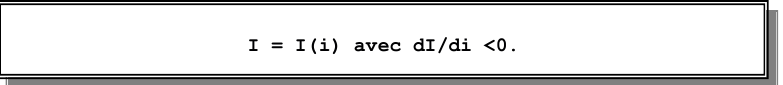 I = I(i) avec dI/di <0.